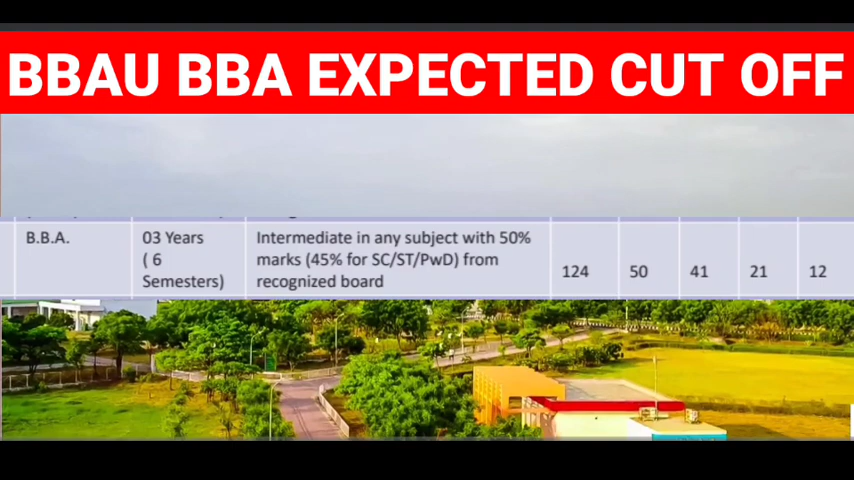 BBAU BBA EXPECTED CUT OFF
B.B.A. 03 Years Intermediate in any subject with 50%
( 6 marks (45% for SC/ST/PwD) from 124 50 41 21 12
Semesters) recognized board